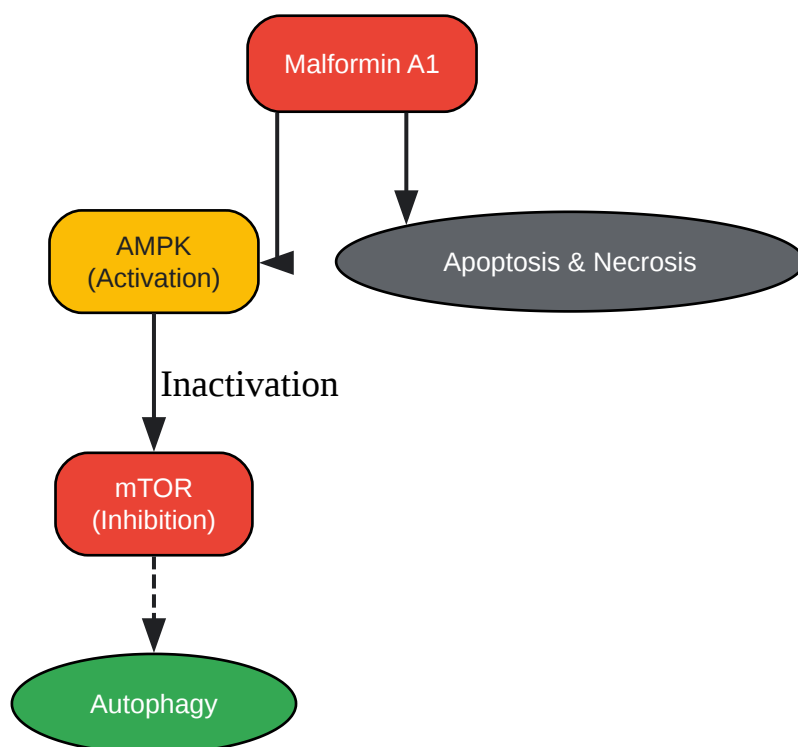 Malformin A1
AMPK
(Activation)
Apoptosis & Necrosis
Inactivation
mTOR
(Inhibition)
Autophagy